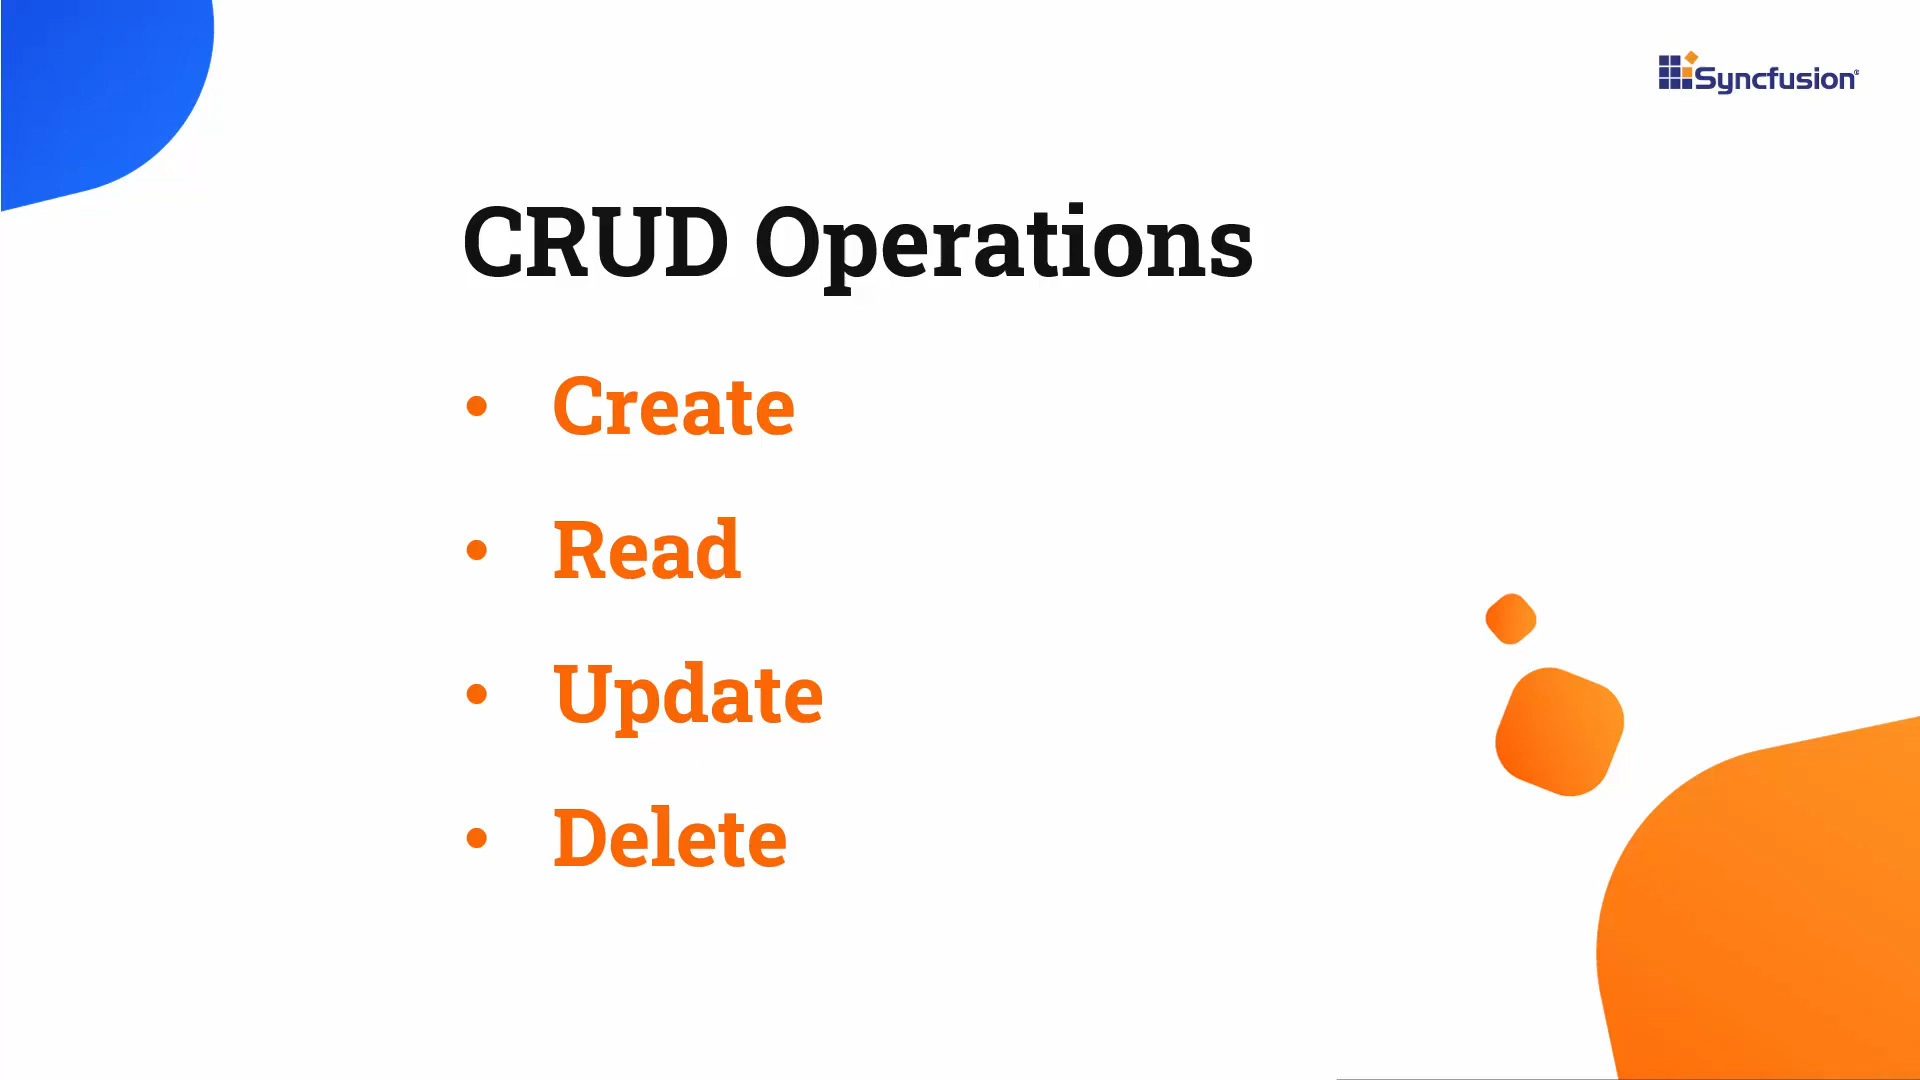 Syncfusion®
CRUD Operations
• Create
• Read
• Update
• Delete